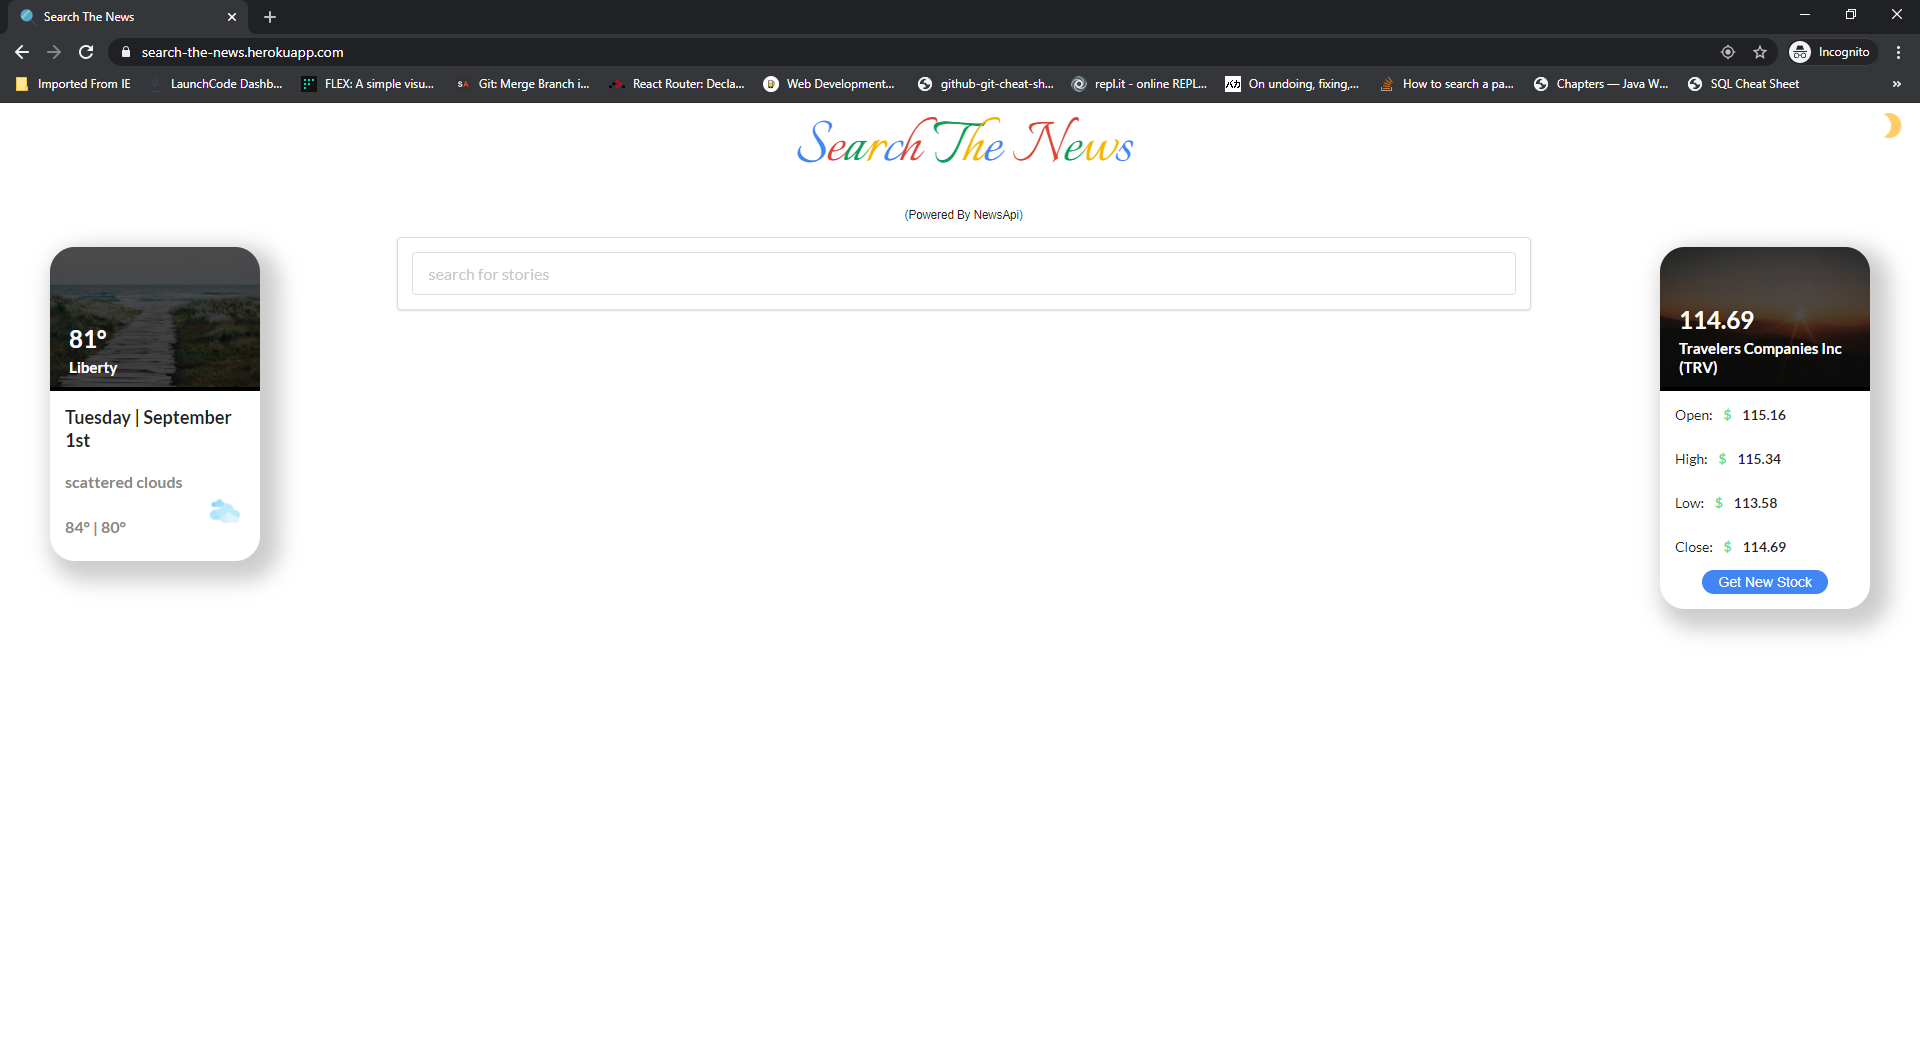 Search The News
search-the-news.herokuapp.com
Incognito
Imported From IE
LaunchCode Dashb...
FLEX: A simple visu...
SA
Git: Merge Branch i...
React Router: Decla...
Web Development...
github-git-cheat-sh...
repl.it - online REPL...
バカ
On undoing, fixing,...
How to search a pa...
Chapters — Java W...
SQL Cheat Sheet
»
Search The News
(Powered By NewsApi)
search for stories
81°
Liberty
Tuesday | September
1st
scattered clouds
84° | 80°
114.69
Travelers Companies Inc
(TRV)
Open: $ 115.16
High: $ 115.34
Low: $ 113.58
Close: $ 114.69
Get New Stock